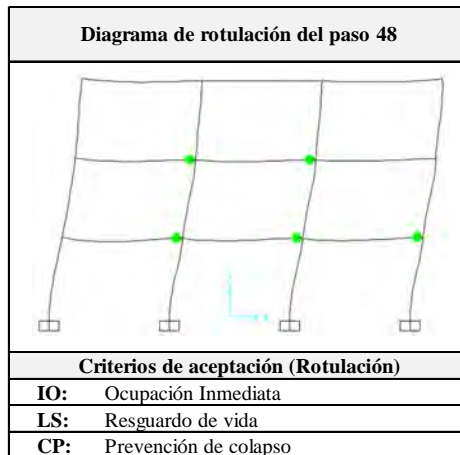 Diagrama de rotulación del paso 48
Criterios de aceptación (Rotulación)
IO: Ocupación Inmediata
LS: Resguardo de vida
CP: Prevención de colapso